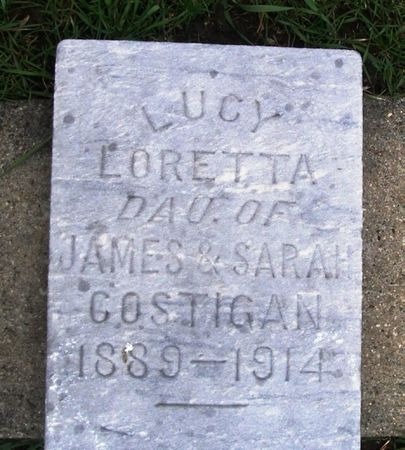 LUCY
LORETTA
DAU. OF
JAMES & SARAH
COSTIGAN
1889-1914